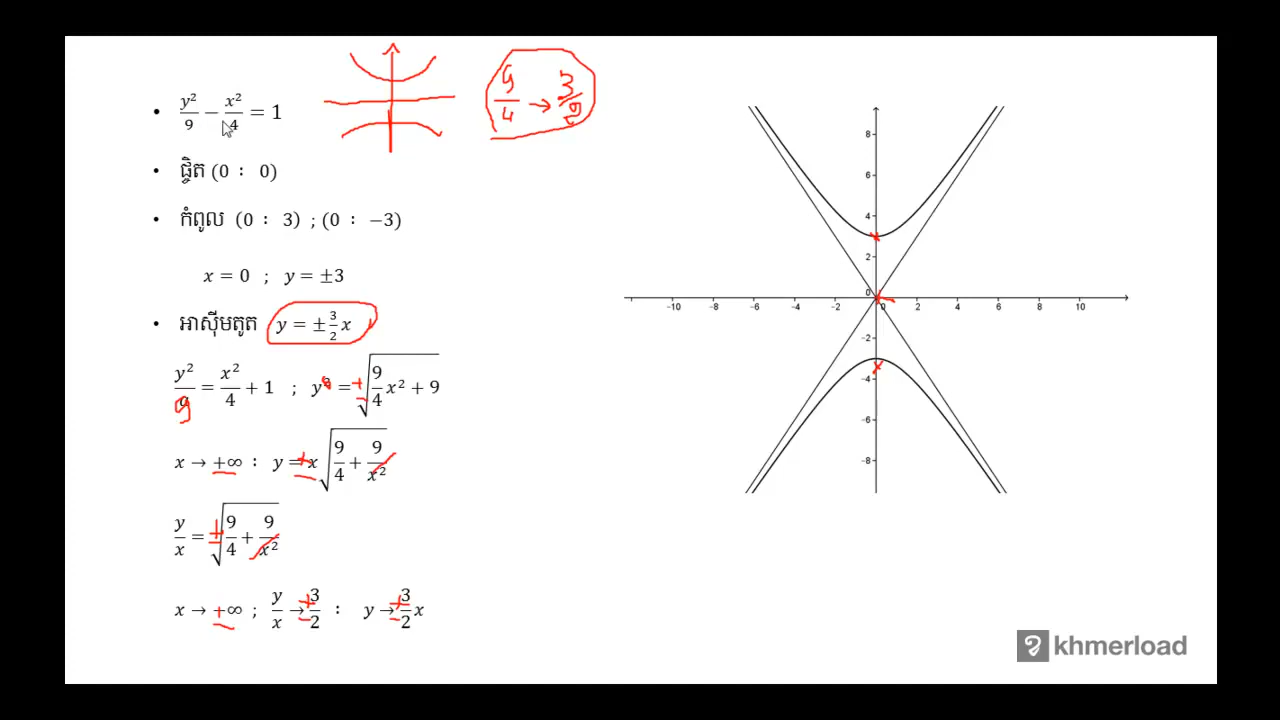 • y²/9 − x²/4 = 1
9/4 → 3/2
• ផ្ចិត (0 : 0)
• កំពូល (0 : 3) ; (0 : −3)
x = 0 ; y = ±3
• អាស៊ីមតូត y = ± 3/2 x
y²/9 = x²/4 + 1 ; y = ±√(9/4 x² + 9)
x → ±∞ : y = ± x√(9/4 + 9/x²)
y/x = ±√(9/4 + 9/x²)
x → ±∞ ; y/x → ± 3/2 : y → ± 3/2 x
8
6
4
2
0
-10 -8 -6 -4 -2 0 2 4 6 8 10
-2
-4
-6
-8
khmerload